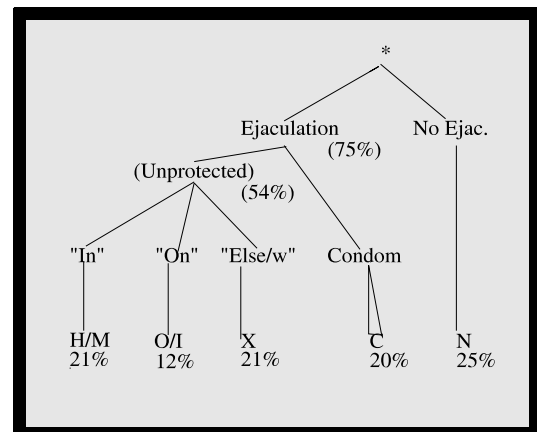 *
Ejaculation No Ejac.
(75%)
(Unprotected)
(54%)
"In" "On" "Else/w" Condom
H/M O/I X C N
21% 12% 21% 20% 25%